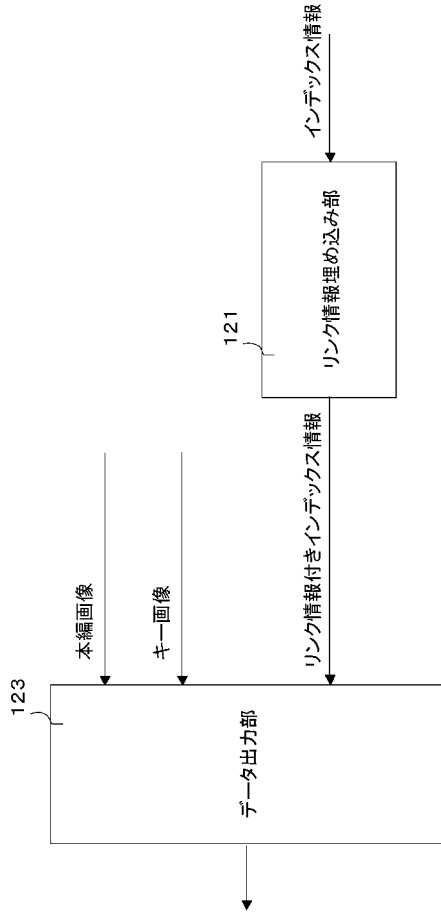 インデックス情報
121
リンク情報埋め込み部
リンク情報付きインデックス情報
本編画像
キー画像
123
データ出力部